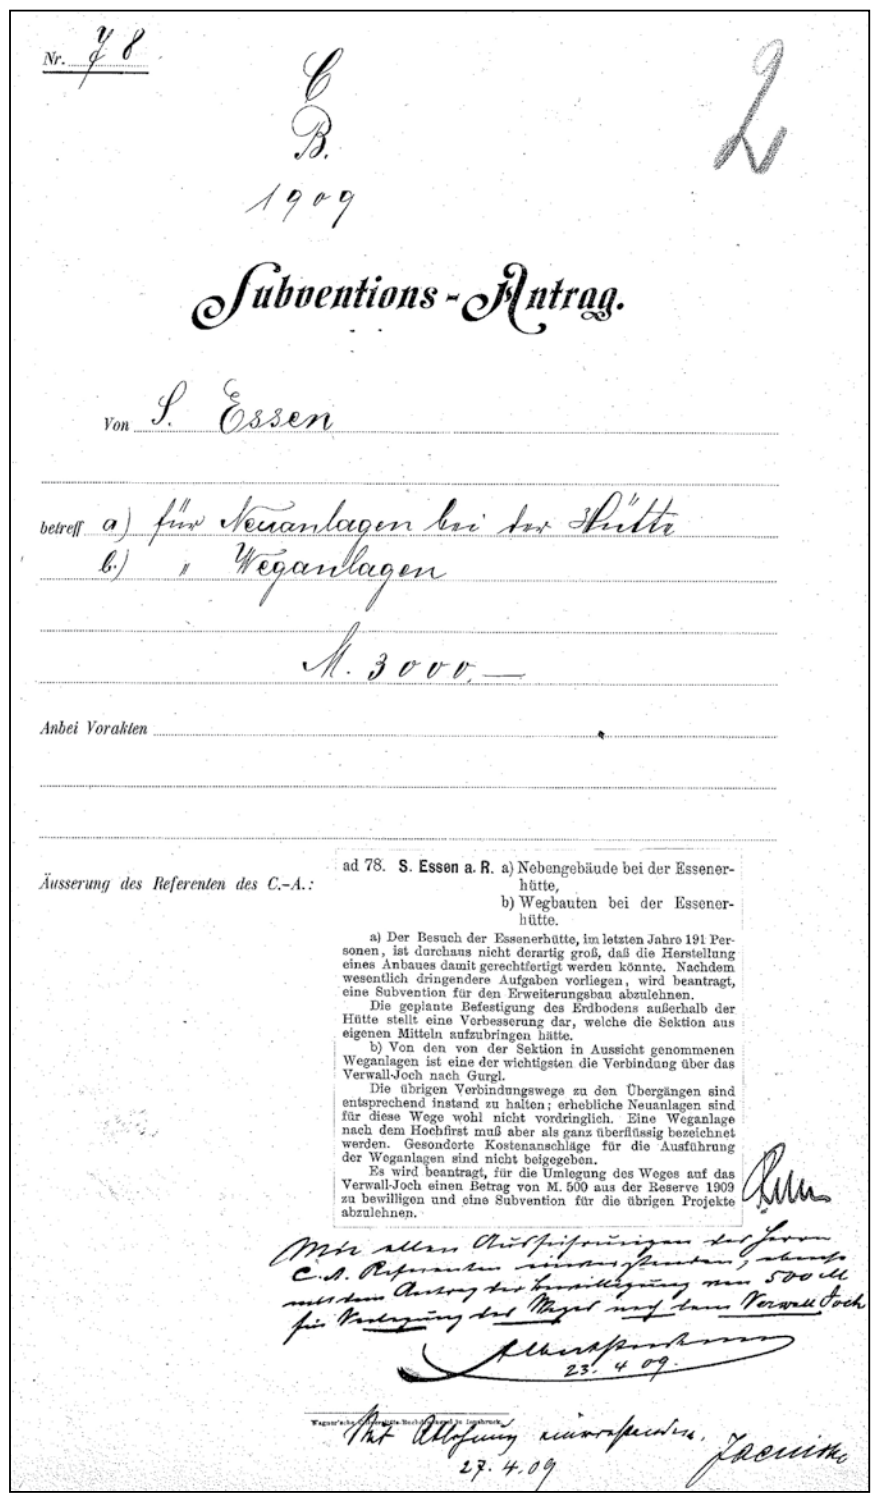 Nr. 78
C
B.
1909
2
Subventions-Antrag.
Von S. Essen
betreff a) für Neuanlagen bei der Hütte
b.) " Weganlagen
M. 3000.—
Anbei Vorakten
Äusserung des Referenten des C.-A.:
ad 78. S. Essen a. R. a) Nebengebäude bei der Essener-
hütte,
b) Wegbauten bei der Essener-
hütte.
a) Der Besuch der Essenerhütte, im letzten Jahre 191 Per-
sonen, ist durchaus nicht derartig groß, daß die Herstellung
eines Anbaues damit gerechtfertigt werden könnte. Nachdem
wesentlich dringendere Aufgaben vorliegen, wird beantragt,
eine Subvention für den Erweiterungsbau abzulehnen.
Die geplante Befestigung des Erdbodens außerhalb der
Hütte stellt eine Verbesserung dar, welche die Sektion aus
eigenen Mitteln aufzubringen hätte.
b) Von den von der Sektion in Aussicht genommenen
Weganlagen ist eine der wichtigsten die Verbindung über das
Verwall-Joch nach Gurgl.
Die übrigen Verbindungswege zu den Übergängen sind
entsprechend instand zu halten; erhebliche Neuanlagen sind
für diese Wege wohl nicht vordringlich. Eine Weganlage
nach dem Hochfirst muß aber als ganz überflüssig bezeichnet
werden. Gesonderte Kostenanschläge für die Ausführung
der Weganlagen sind nicht beigegeben.
Es wird beantragt, für die Umlegung des Weges auf das
Verwall-Joch einen Betrag von M. 500 aus der Reserve 1909
zu bewilligen und eine Subvention für die übrigen Projekte
abzulehnen.
Mit allen Ausführungen des Herrn
C.A. Referenten einverstanden, ebenso
mit dem Antrag der Bewilligung von 500 M
für Verlegung des Weges nach dem Verwall Joch
23. 4 09.
Wagner'sche Universitäts-Buchdruckerei in Innsbruck.
Mit Ablehnung einverstanden.
27. 4. 09